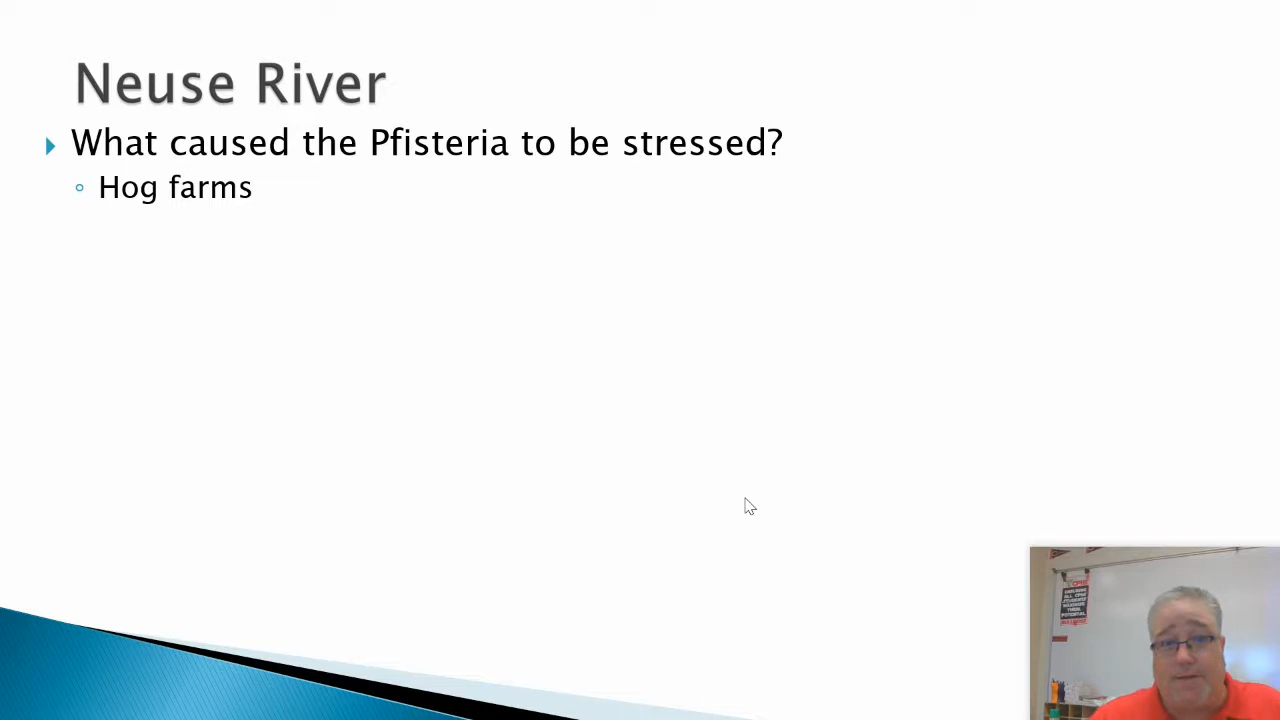 Neuse River
What caused the Pfisteria to be stressed?
Hog farms